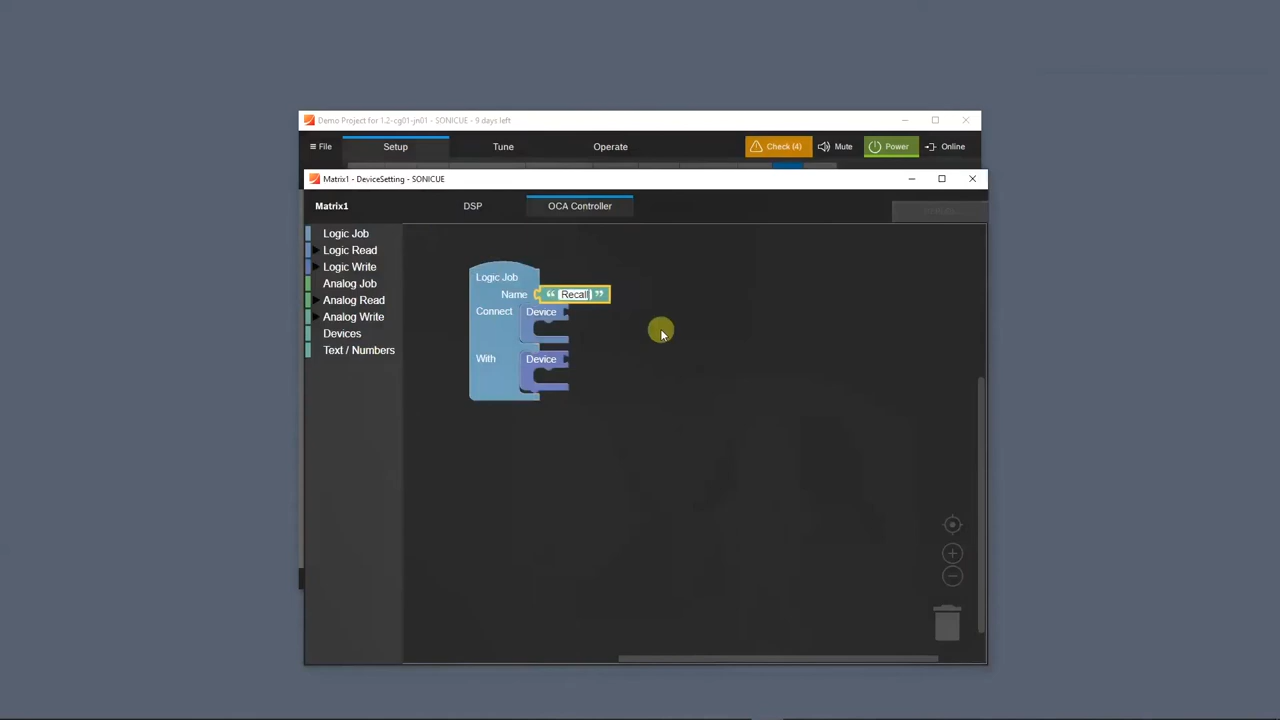 Demo Project for 1.2-cg01-jn01 - SONICUE - 9 days left
File
Setup
Tune
Operate
Check (4)
Mute
Power
Online
Matrix1 - DeviceSetting - SONICUE
Matrix1
DSP
OCA Controller
Logic Job
Logic Read
Logic Write
Analog Job
Analog Read
Analog Write
Devices
Text / Numbers
Logic Job
Name “ Recall ”
Connect Device
With Device